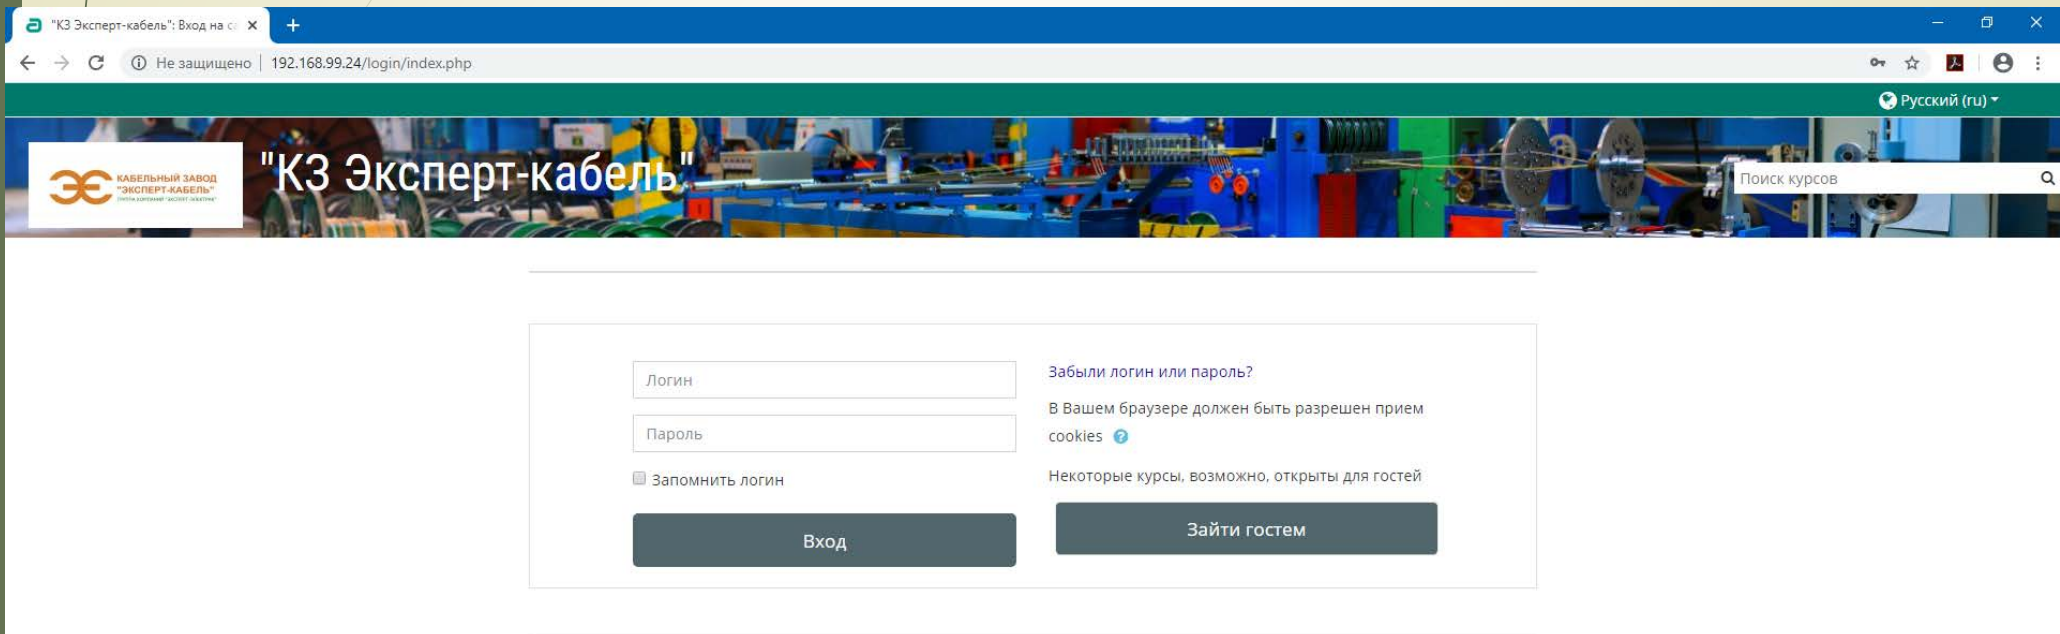 "КЗ Эксперт-кабель": Вход на са
Не защищено | 192.168.99.24/login/index.php
Русский (ru)
КАБЕЛЬНЫЙ ЗАВОД
"ЭКСПЕРТ-КАБЕЛЬ"
"КЗ Эксперт-кабель"
Поиск курсов
Логин
Пароль
Запомнить логин
Вход
Забыли логин или пароль?
В Вашем браузере должен быть разрешен прием
cookies
Некоторые курсы, возможно, открыты для гостей
Зайти гостем